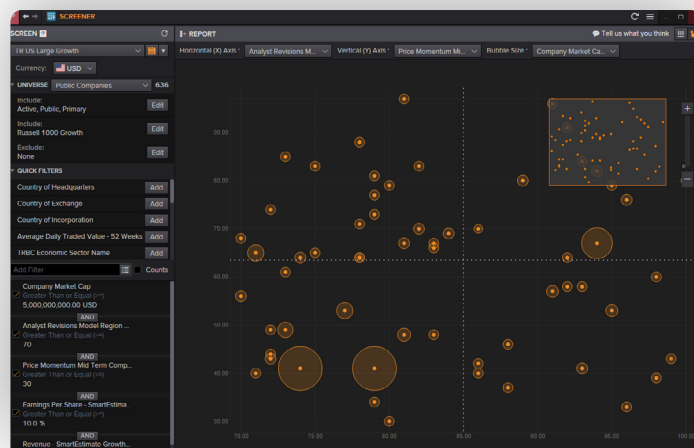 SCREENER
SCREEN
REPORT
Tell us what you think
TR US Large Growth
Horizontal (X) Axis : Analyst Revisions M... Vertical (Y) Axis : Price Momentum Mi... Bubble Size : Company Market Ca...
Currency: USD
UNIVERSE Public Companies 636
Include:
Active, Public, Primary
Edit
Include:
Russell 1000 Growth
Edit
Exclude:
None
Edit
QUICK FILTERS
Country of Headquarters Add
Country of Exchange Add
Country of Incorporation Add
Average Daily Traded Value - 52 Weeks Add
TRBC Economic Sector Name Add
Add Filter Counts
Company Market Cap
Greater Than or Equal (>=)
5,000,000,000.00 USD
AND
Analyst Revisions Model Region ...
Greater Than or Equal (>=)
70
AND
Price Momentum Mid Term Comp...
Greater Than or Equal (>=)
30
AND
Earnings Per Share - SmartEstima...
Greater Than or Equal (>=)
10.0 %
AND
Revenue - SmartEstimate Growth...
90.00
80.00
70.00
60.00
50.00
40.00
30.00
70.00 75.00 80.00 85.00 90.00 95.00 100.00